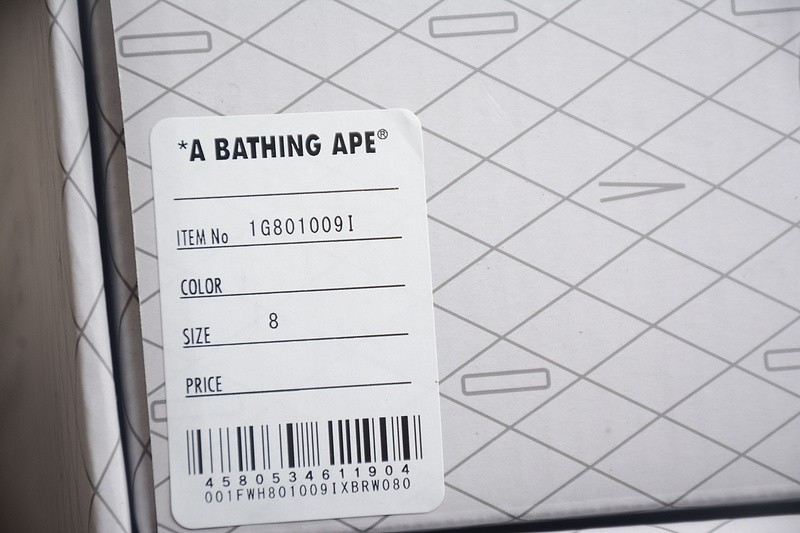 *A BATHING APE®
ITEM No 1G801009I
COLOR
SIZE 8
PRICE
4580534611904
001FWH801009IXBRW080